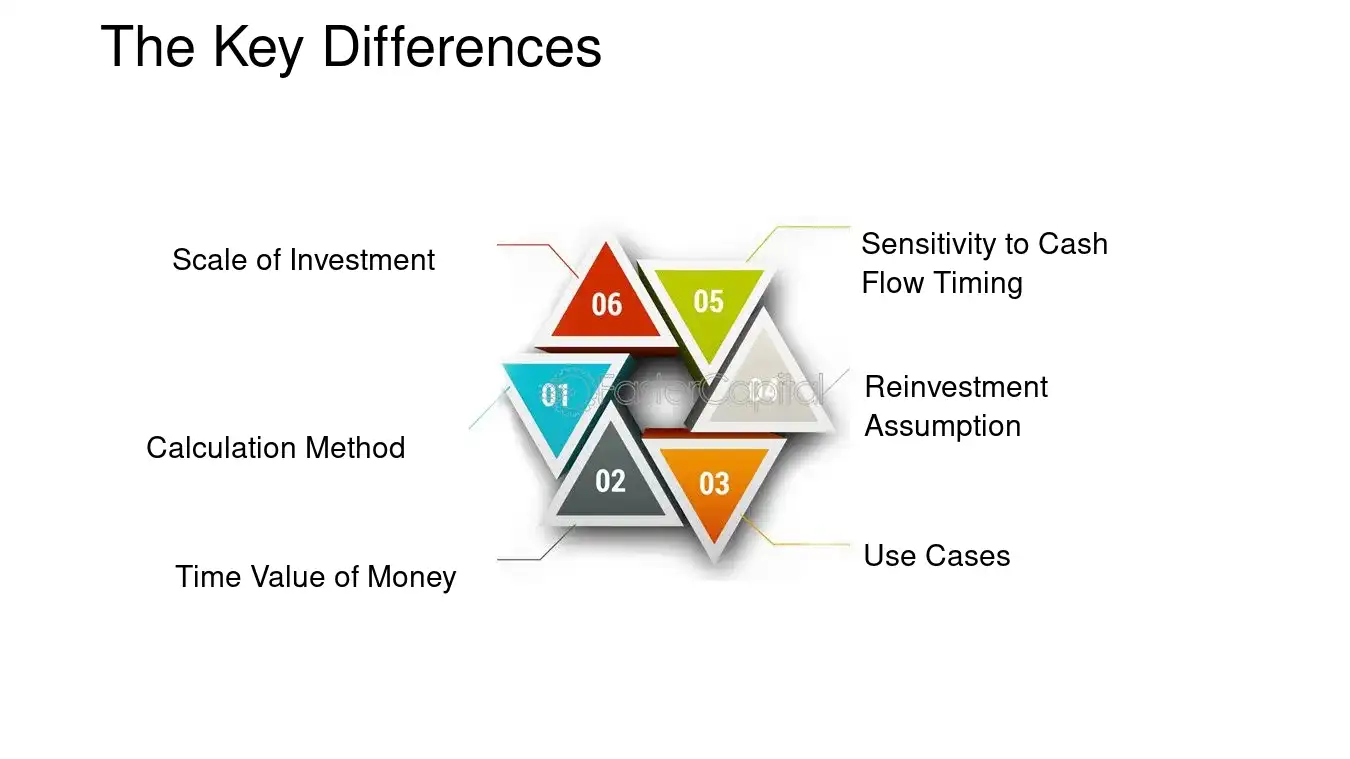 The Key Differences
Scale of Investment
Sensitivity to Cash
Flow Timing
06
05
Reinvestment
Assumption
01
FasterCapital
04
Calculation Method
02
03
Use Cases
Time Value of Money